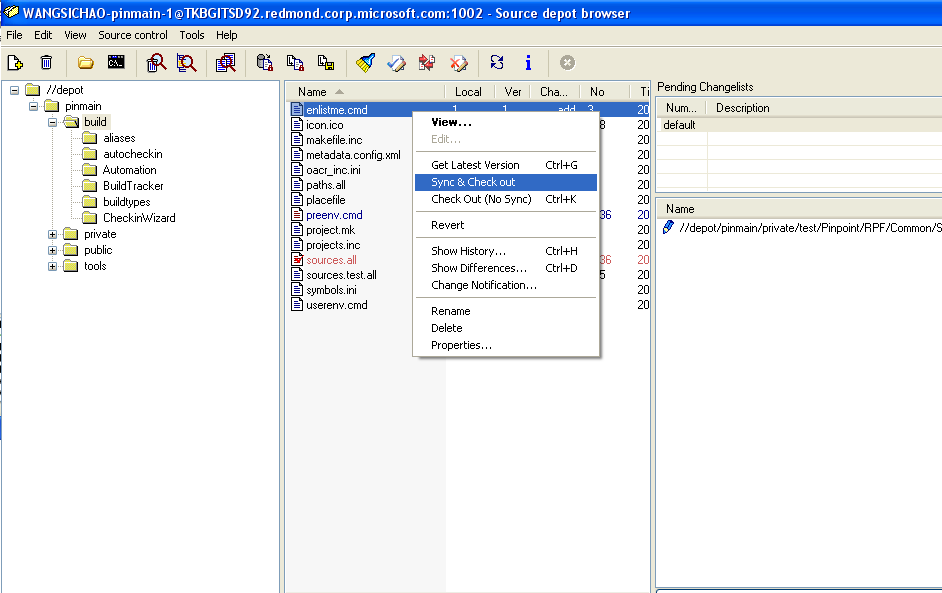 WANGSICHAO-pinmain-1@TKBGITSD92.redmond.corp.microsoft.com:1002 - Source depot browser
File Edit View Source control Tools Help
//depot
pinmain
build
aliases
autocheckin
Automation
BuildTracker
buildtypes
CheckinWizard
private
public
tools
Name Local Ver Cha... No Ti
enlistme.cmd 1 1 add 3 20
icon.ico 8 20
makefile.inc 20
metadata.config.xml 20
oacr_inc.ini 20
paths.all 20
placefile 20
preenv.cmd 36 20
project.mk 20
projects.inc 20
sources.all 36 20
sources.test.all 5 20
symbols.ini 20
userenv.cmd 20
View...
Edit...
Get Latest Version Ctrl+G
Sync & Check out
Check Out (No Sync) Ctrl+K
Revert
Show History... Ctrl+H
Show Differences... Ctrl+D
Change Notification...
Rename
Delete
Properties...
Pending Changelists
Num... Description
default
Name
//depot/pinmain/private/test/Pinpoint/RPF/Common/S